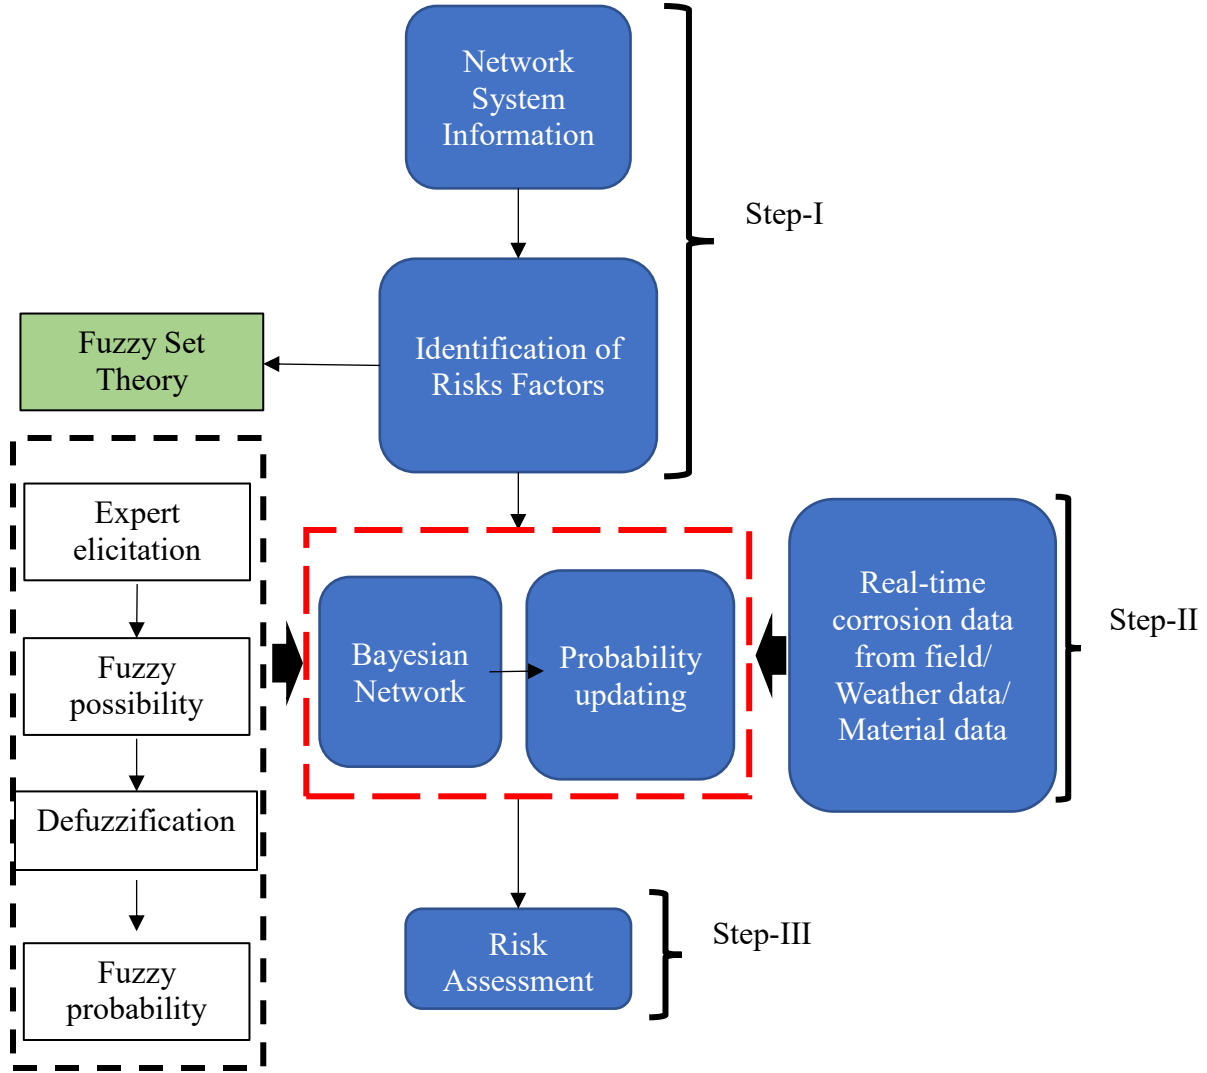 Network
System
Information
Step-I
Identification of
Risks Factors
Fuzzy Set
Theory
Expert
elicitation
Fuzzy
possibility
Defuzzification
Fuzzy
probability
Bayesian
Network
Probability
updating
Real-time
corrosion data
from field/
Weather data/
Material data
Step-II
Risk
Assessment
Step-III